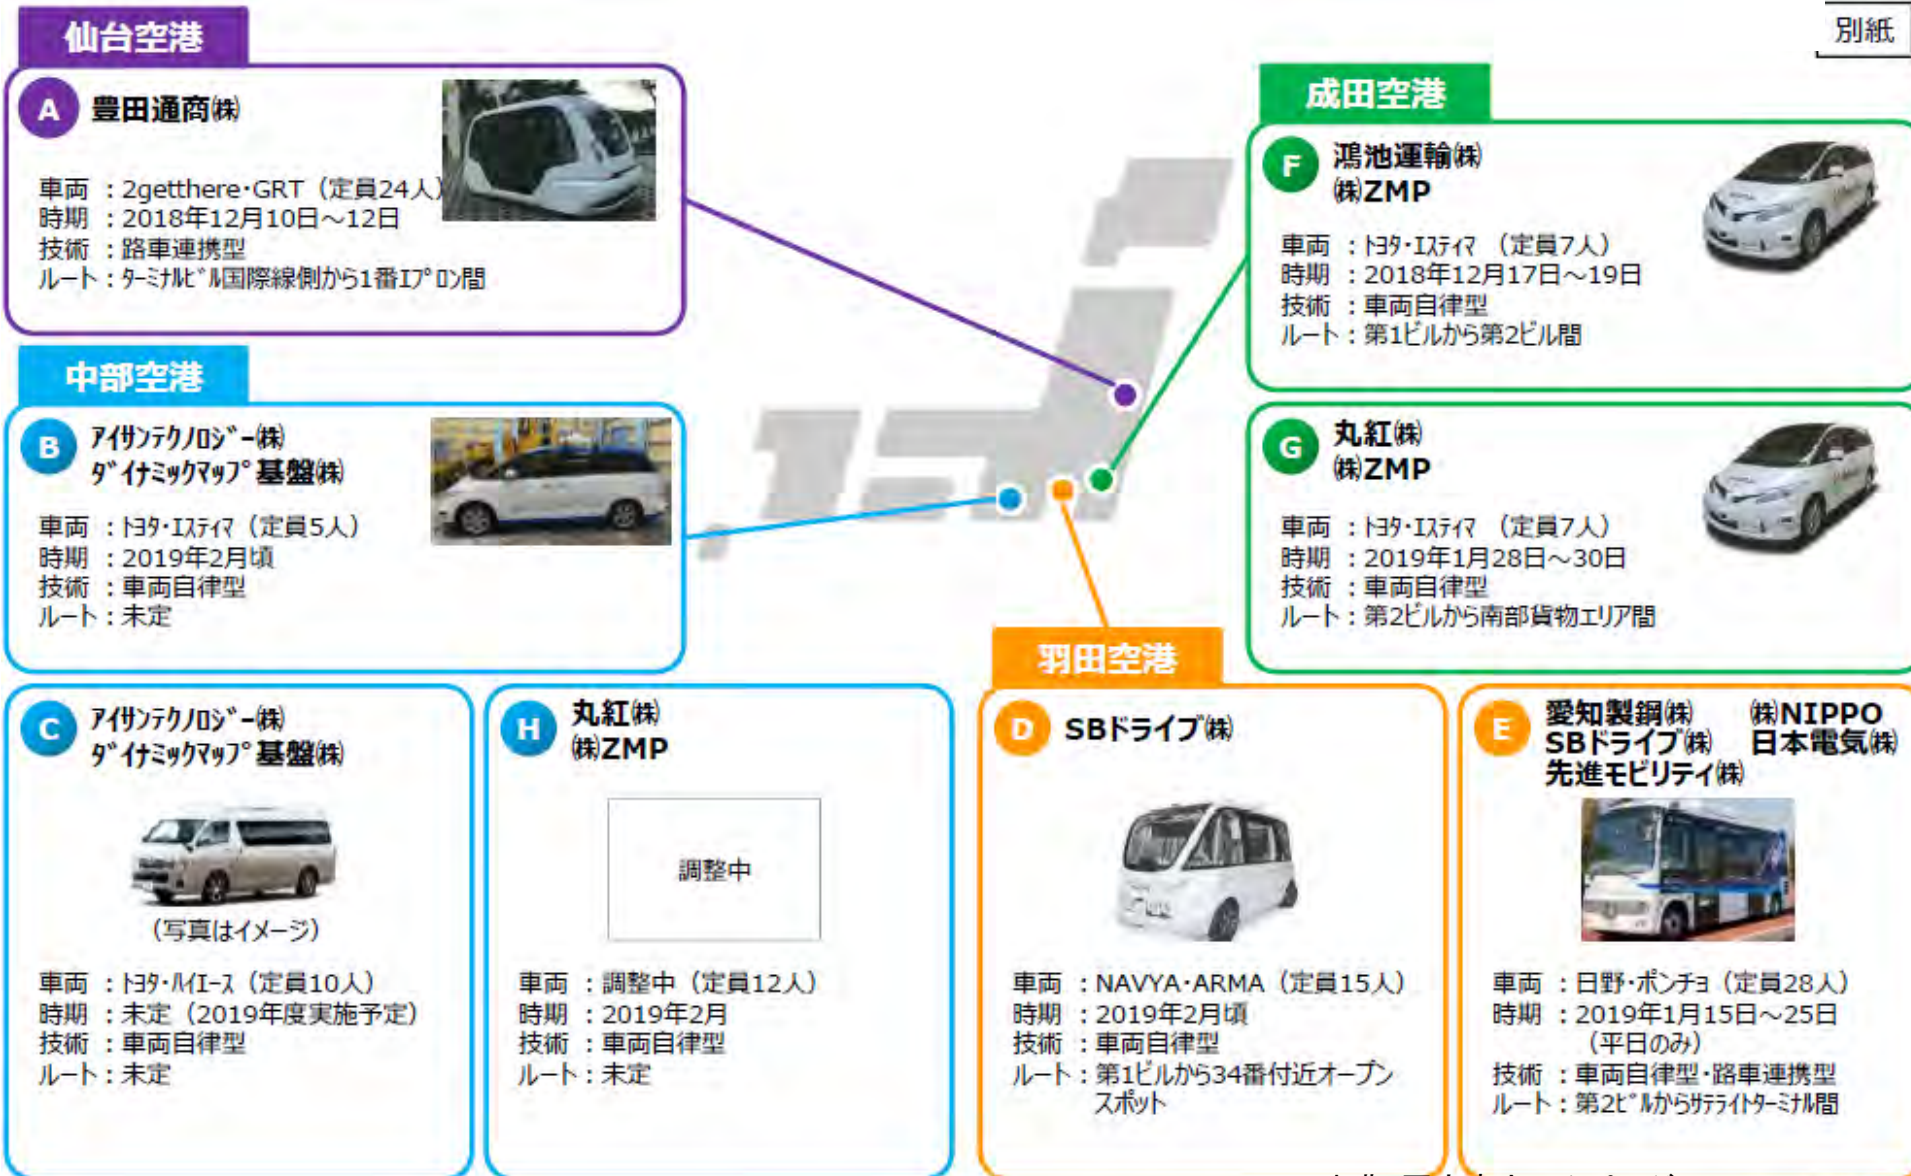 別紙
仙台空港
A 豊田通商㈱
車両 ：2getthere･GRT（定員24人）
時期 ：2018年12月10日～12日
技術 ：路車連携型
ルート：ﾀｰﾐﾅﾙﾋﾞﾙ国際線側から1番ｴﾌﾟﾛﾝ間
中部空港
B ｱｲｻﾝﾃｸﾉﾛｼﾞｰ㈱
ﾀﾞｲﾅﾐｯｸﾏｯﾌﾟ基盤㈱
車両 ：ﾄﾖﾀ･ｴｽﾃｨﾏ（定員5人）
時期 ：2019年2月頃
技術 ：車両自律型
ルート：未定
C ｱｲｻﾝﾃｸﾉﾛｼﾞｰ㈱
ﾀﾞｲﾅﾐｯｸﾏｯﾌﾟ基盤㈱
（写真はイメージ）
車両 ：ﾄﾖﾀ･ﾊｲｴｰｽ（定員10人）
時期 ：未定（2019年度実施予定）
技術 ：車両自律型
ルート：未定
H 丸紅㈱
㈱ZMP
調整中
車両 ：調整中（定員12人）
時期 ：2019年2月
技術 ：車両自律型
ルート：未定
成田空港
F 鴻池運輸㈱
㈱ZMP
車両 ：ﾄﾖﾀ･ｴｽﾃｨﾏ （定員7人）
時期 ：2018年12月17日～19日
技術 ：車両自律型
ルート：第1ビルから第2ビル間
G 丸紅㈱
㈱ZMP
車両 ：ﾄﾖﾀ･ｴｽﾃｨﾏ （定員7人）
時期 ：2019年1月28日～30日
技術 ：車両自律型
ルート：第2ビルから南部貨物エリア間
羽田空港
D SBドライブ㈱
車両 ：NAVYA･ARMA（定員15人）
時期 ：2019年2月頃
技術 ：車両自律型
ルート：第1ビルから34番付近オープン
スポット
E 愛知製鋼㈱ ㈱NIPPO
SBドライブ㈱ 日本電気㈱
先進モビリティ㈱
車両 ：日野･ポンチョ（定員28人）
時期 ：2019年1月15日～25日
（平日のみ）
技術 ：車両自律型･路車連携型
ルート：第2ﾋﾞﾙからｻﾃﾗｲﾄﾀｰﾐﾅﾙ間